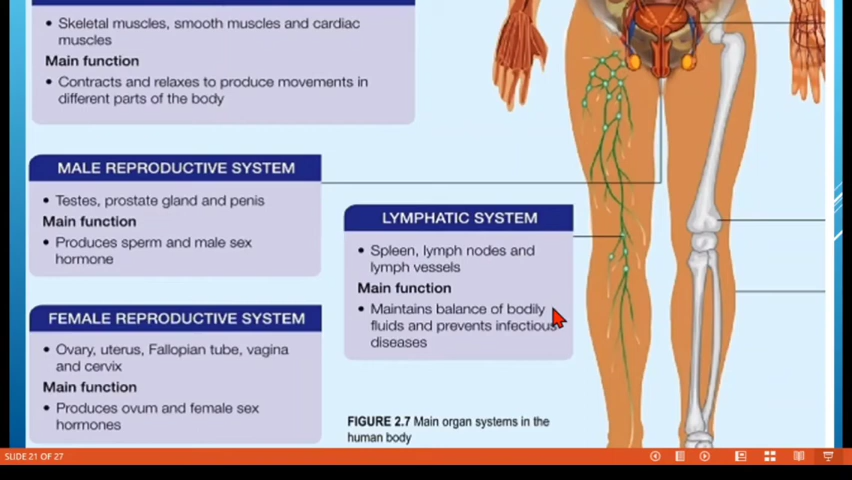 • Skeletal muscles, smooth muscles and cardiac
muscles
Main function
• Contracts and relaxes to produce movements in
different parts of the body
MALE REPRODUCTIVE SYSTEM
• Testes, prostate gland and penis
Main function
• Produces sperm and male sex
hormone
FEMALE REPRODUCTIVE SYSTEM
• Ovary, uterus, Fallopian tube, vagina
and cervix
Main function
• Produces ovum and female sex
hormones
LYMPHATIC SYSTEM
• Spleen, lymph nodes and
lymph vessels
Main function
• Maintains balance of bodily
fluids and prevents infectious
diseases
FIGURE 2.7 Main organ systems in the
human body
SLIDE 21 OF 27